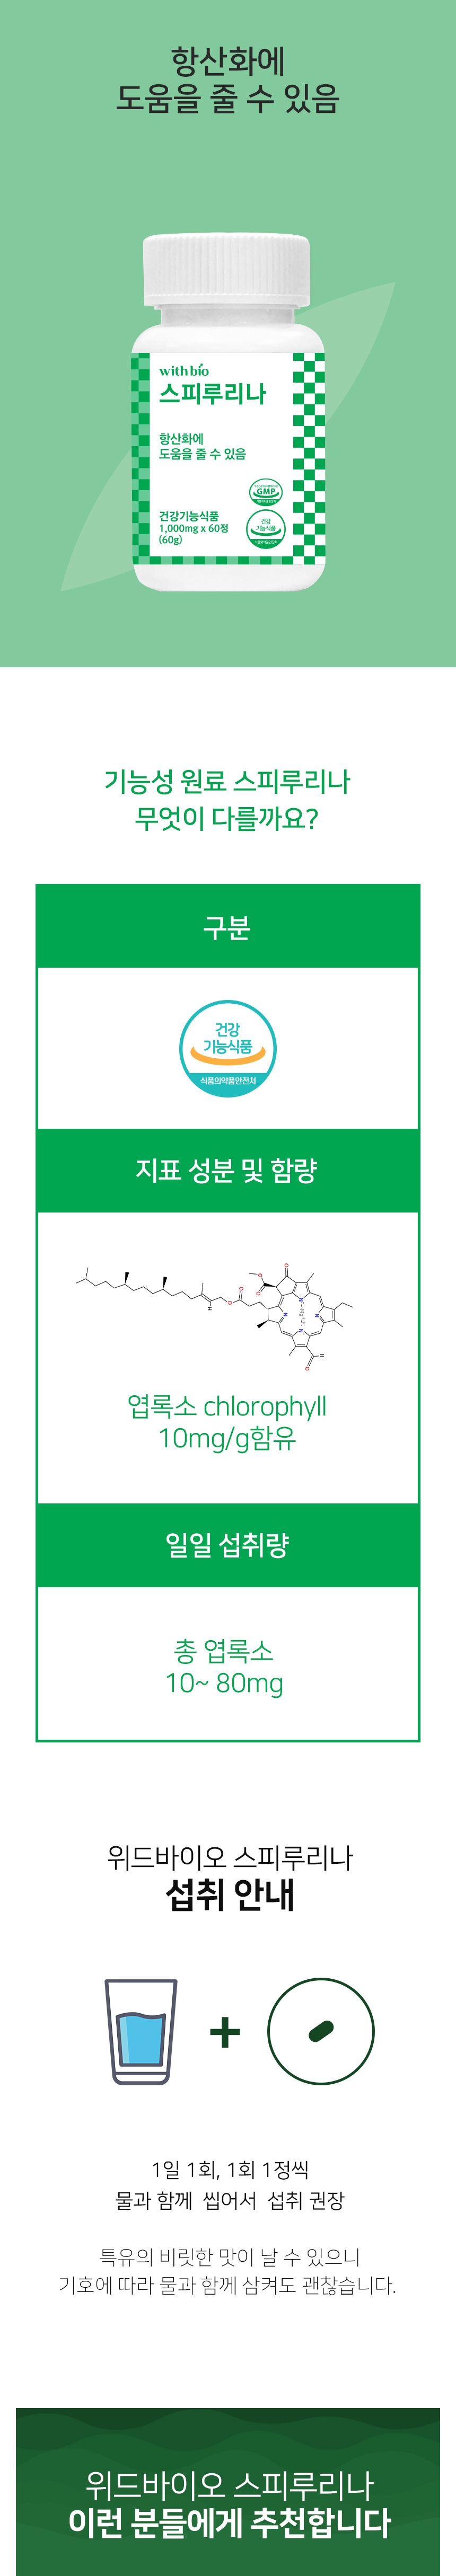 항산화에
도움을 줄 수 있음
with bio
스피루리나
항산화에
도움을 줄 수 있음
GMP
건강기능식품
1,000mg x 60정
(60g)
건강
기능식품
식품의약품안전처
기능성 원료 스피루리나
무엇이 다를까요?
구분
건강
기능식품
식품의약품안전처
지표 성분 및 함량
엽록소 chlorophyll
10mg/g함유
일일 섭취량
총 엽록소
10~ 80mg
위드바이오 스피루리나
섭취 안내
+
1일 1회, 1회 1정씩
물과 함께 씹어서 섭취 권장
특유의 비릿한 맛이 날 수 있으니
기호에 따라 물과 함께 삼켜도 괜찮습니다.
위드바이오 스피루리나
이런 분들에게 추천합니다